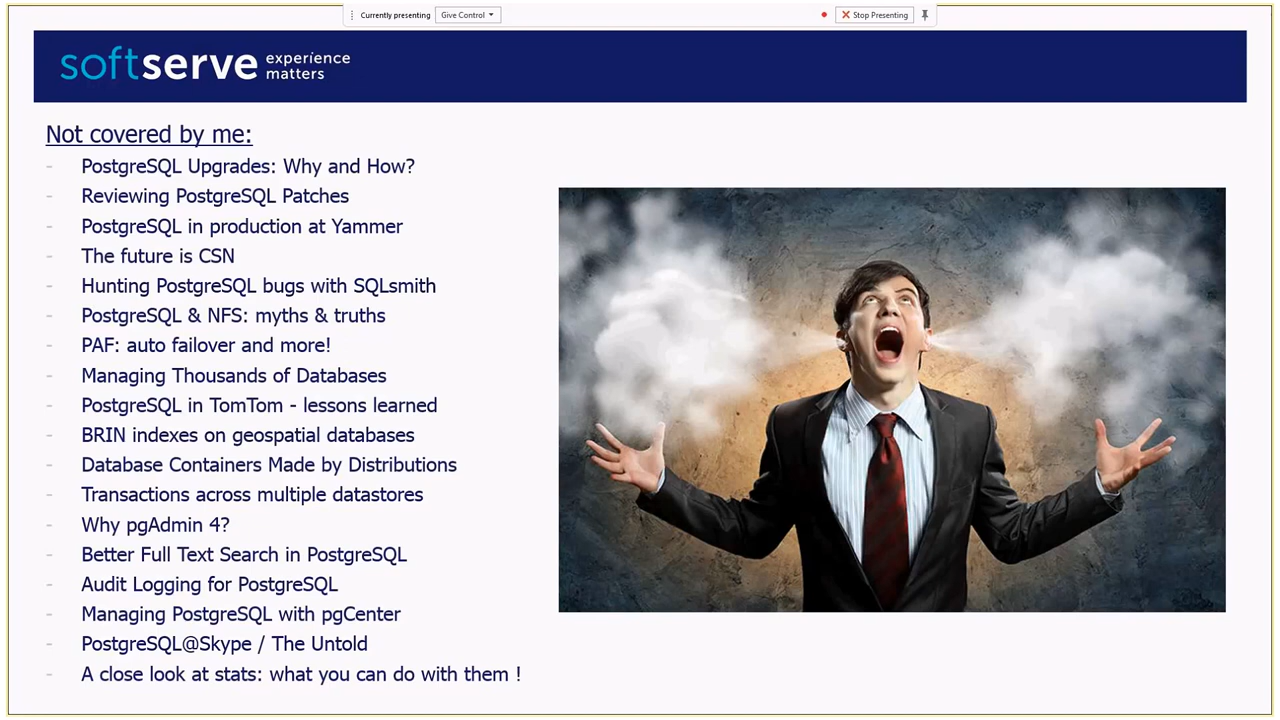 Currently presenting
Give Control
Stop Presenting
softserve experience
matters
Not covered by me:
- PostgreSQL Upgrades: Why and How?
- Reviewing PostgreSQL Patches
- PostgreSQL in production at Yammer
- The future is CSN
- Hunting PostgreSQL bugs with SQLsmith
- PostgreSQL & NFS: myths & truths
- PAF: auto failover and more!
- Managing Thousands of Databases
- PostgreSQL in TomTom - lessons learned
- BRIN indexes on geospatial databases
- Database Containers Made by Distributions
- Transactions across multiple datastores
- Why pgAdmin 4?
- Better Full Text Search in PostgreSQL
- Audit Logging for PostgreSQL
- Managing PostgreSQL with pgCenter
- PostgreSQL@Skype / The Untold
- A close look at stats: what you can do with them !